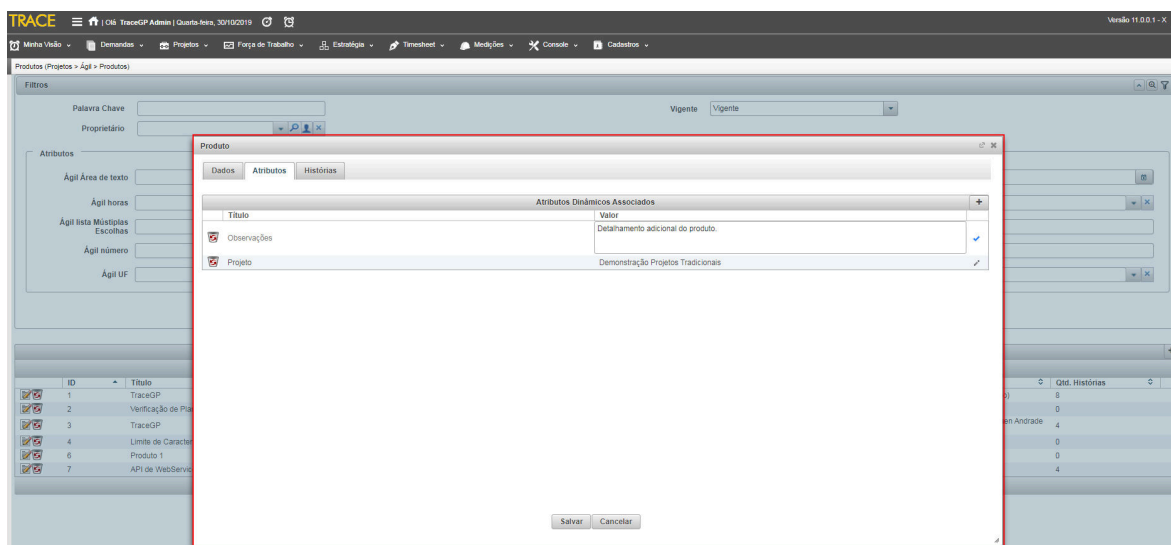 TRACE | Olá TraceGP Admin | Quarta-feira, 30/10/2019 Versão 11.0.0.1 - X
Minha Visão Demandas Projetos Força de Trabalho Estratégia Timesheet Medições Console Cadastros
Produtos (Projetos > Ágil > Produtos)
Filtros
Palavra Chave Vigente Vigente
Proprietário
Produto
Atributos
Dados Atributos Histórias
Ágil Área de texto
Atributos Dinâmicos Associados
Ágil horas
Título Valor
Ágil lista Mústiplas Escolhas
Observações Detalhamento adicional do produto.
Ágil número
Projeto Demonstração Projetos Tradicionais
Ágil UF
ID Título Qtd. Histórias
1 TraceGP 8
2 Verificação de Pla 0
3 TraceGP en Andrade 4
4 Limite de Caracter 0
6 Produto 1 0
7 API de WebServic 4
Salvar Cancelar